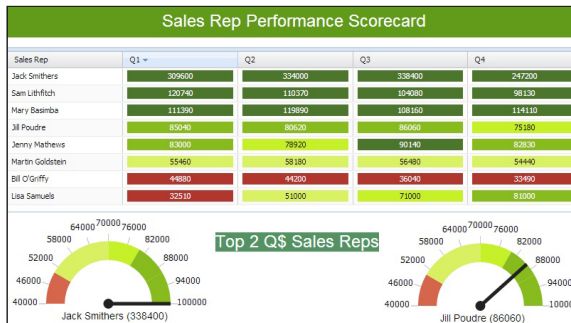 Sales Rep Performance Scorecard
Sales Rep Q1 Q2 Q3 Q4
Jack Smithers 309600 334000 338400 247200
Sam Lithfitch 120740 110370 104080 98130
Mary Basimba 111390 119890 108160 114110
Jill Poudre 85040 80620 86060 75180
Jenny Mathews 83000 78920 90140 82830
Martin Goldstein 55460 58180 56480 54440
Bill O'Griffy 44880 44200 36040 33490
Lisa Samuels 32510 51000 71000 81000
Top 2 Q$ Sales Reps
40000 46000 52000 58000 64000 70000 76000 82000 88000 94000 100000
Jack Smithers (338400)
40000 46000 52000 58000 64000 70000 76000 82000 88000 94000 100000
Jill Poudre (86060)